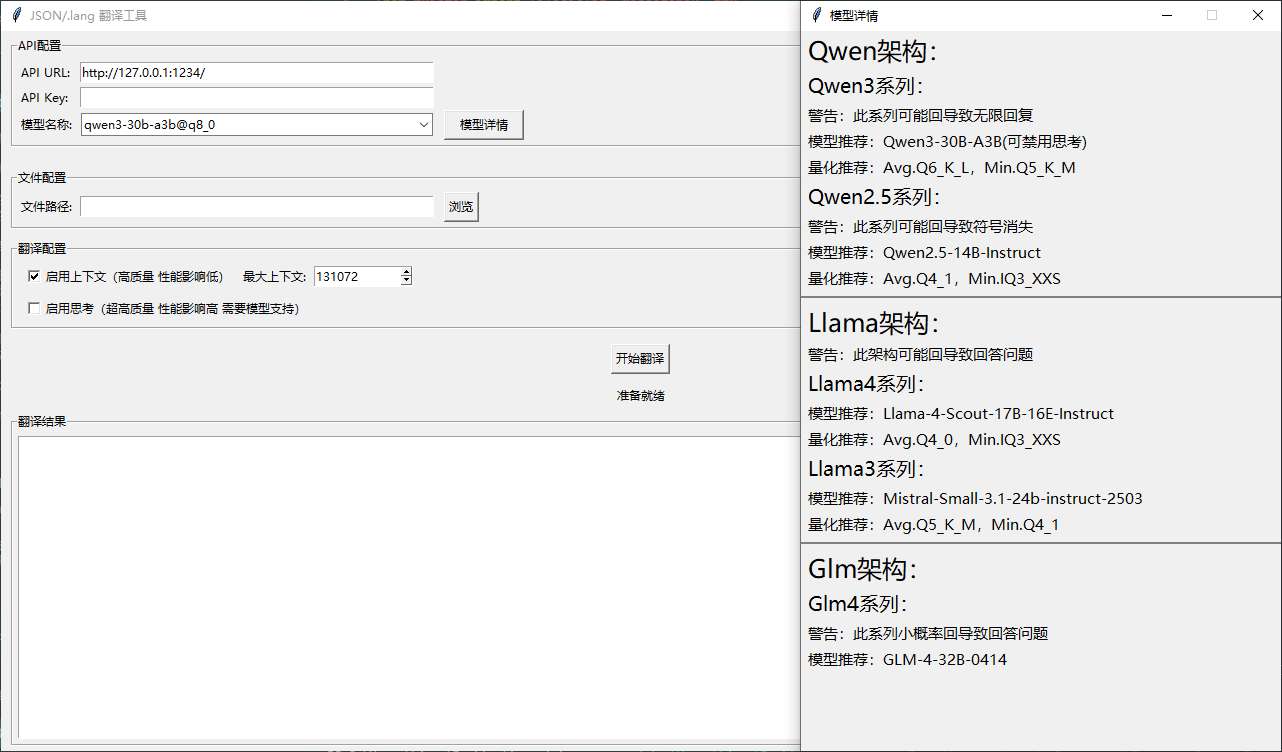 JSON/.lang 翻译工具
API配置
API URL: http://127.0.0.1:1234/
API Key:
模型名称: qwen3-30b-a3b@q8_0 模型详情
文件配置
文件路径: 浏览
翻译配置
启用上下文（高质量 性能影响低） 最大上下文: 131072
启用思考（超高质量 性能影响高 需要模型支持）
开始翻译
准备就绪
翻译结果
模型详情
Qwen架构：
Qwen3系列：
警告：此系列可能回导致无限回复
模型推荐：Qwen3-30B-A3B(可禁用思考)
量化推荐：Avg.Q6_K_L，Min.Q5_K_M
Qwen2.5系列：
警告：此系列可能回导致符号消失
模型推荐：Qwen2.5-14B-Instruct
量化推荐：Avg.Q4_1，Min.IQ3_XXS
Llama架构：
警告：此架构可能回导致回答问题
Llama4系列：
模型推荐：Llama-4-Scout-17B-16E-Instruct
量化推荐：Avg.Q4_0，Min.IQ3_XXS
Llama3系列：
模型推荐：Mistral-Small-3.1-24b-instruct-2503
量化推荐：Avg.Q5_K_M，Min.Q4_1
Glm架构：
Glm4系列：
警告：此系列小概率回导致回答问题
模型推荐：GLM-4-32B-0414